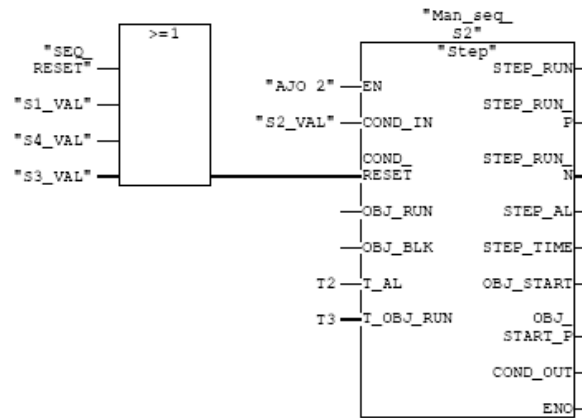 "Man_seq_
S2"
>=1
"Step"
"SEQ_
RESET"
STEP_RUN
"AJO 2"
EN
"S1_VAL"
STEP_RUN_
P
"S2_VAL"
COND_IN
"S4_VAL"
COND_
RESET
STEP_RUN_
N
"S3_VAL"
OBJ_RUN
STEP_AL
OBJ_BLK
STEP_TIME
T2
T_AL
OBJ_START
T3
T_OBJ_RUN
OBJ_
START_P
COND_OUT
ENO